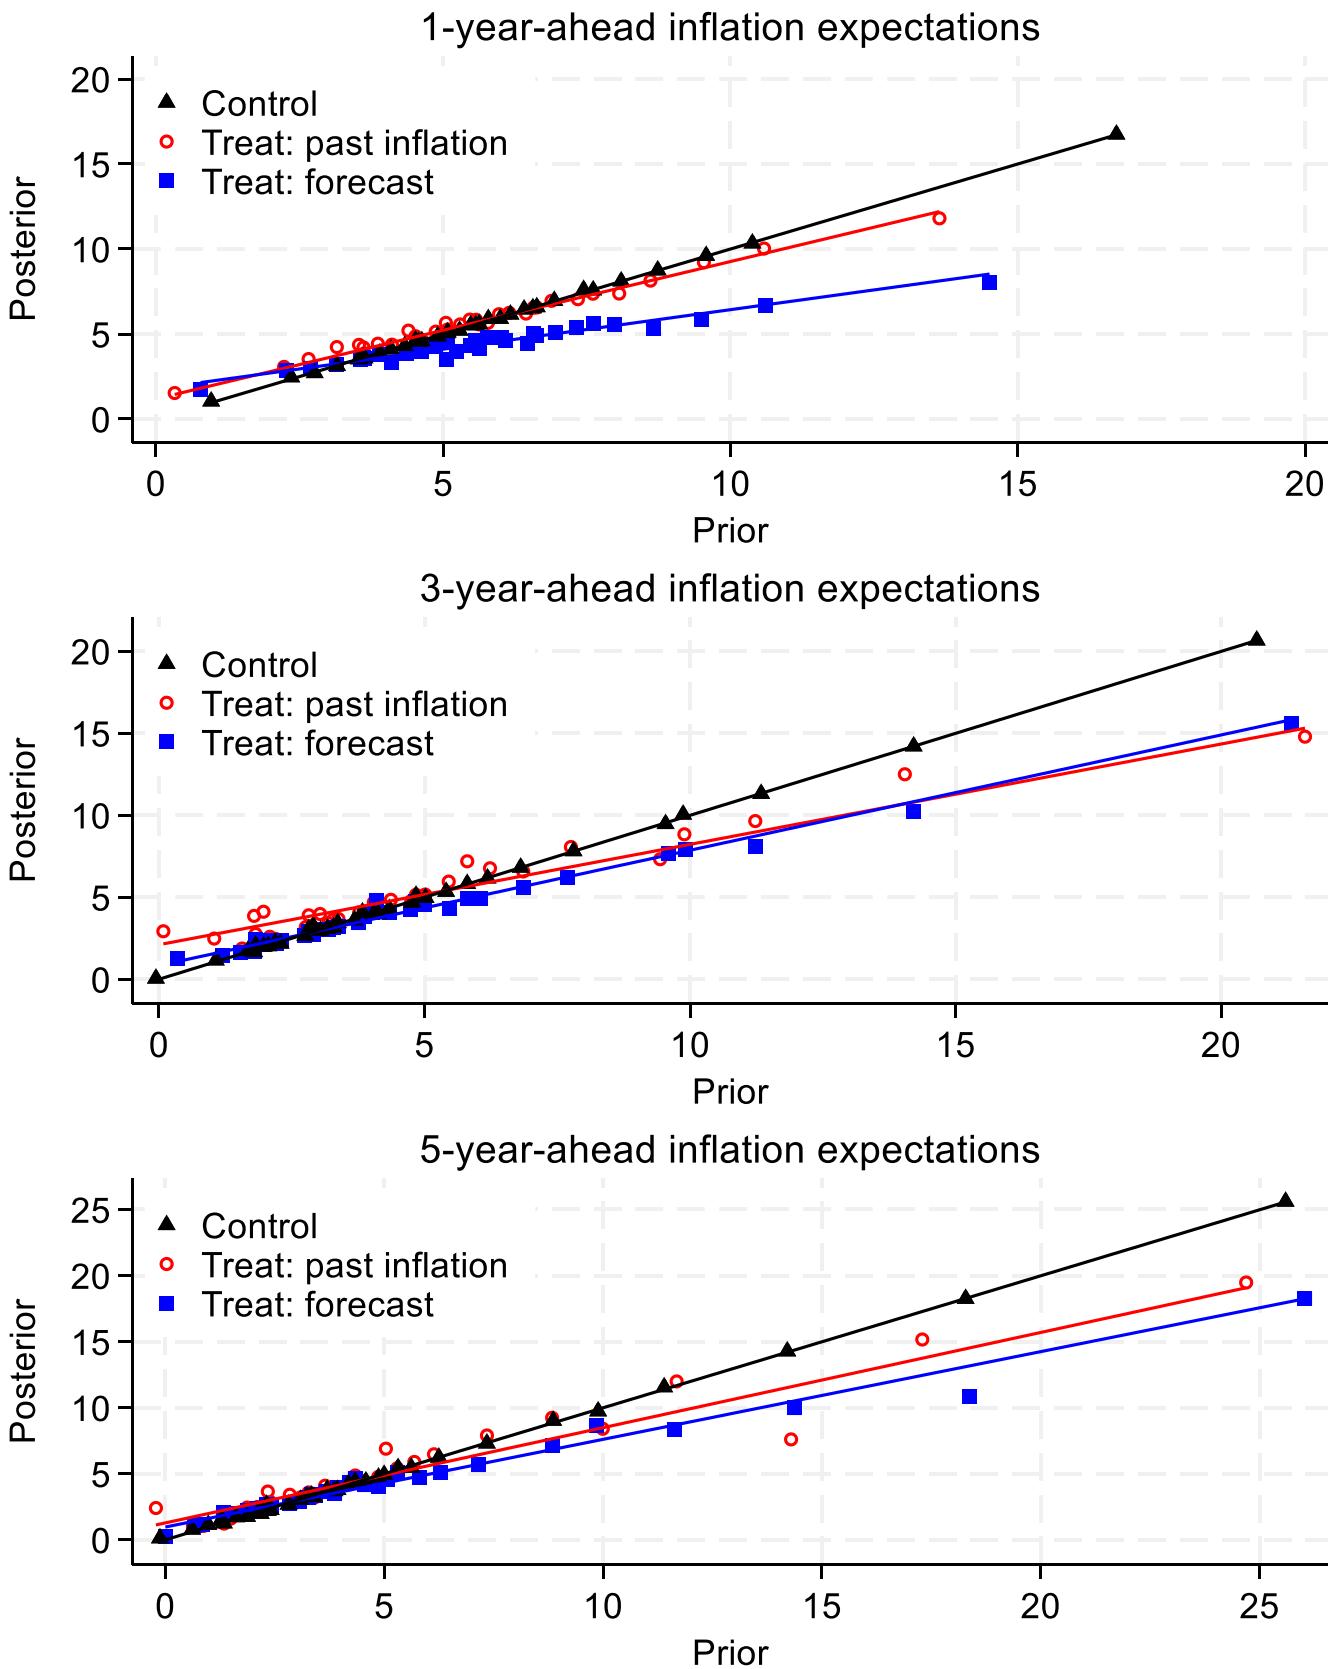 1-year-ahead inflation expectations
20
15
10
5
0
Posterior
Control
Treat: past inflation
Treat: forecast
0 5 10 15 20
Prior
3-year-ahead inflation expectations
20
15
10
5
0
Posterior
Control
Treat: past inflation
Treat: forecast
0 5 10 15 20
Prior
5-year-ahead inflation expectations
25
20
15
10
5
0
Posterior
Control
Treat: past inflation
Treat: forecast
0 5 10 15 20 25
Prior